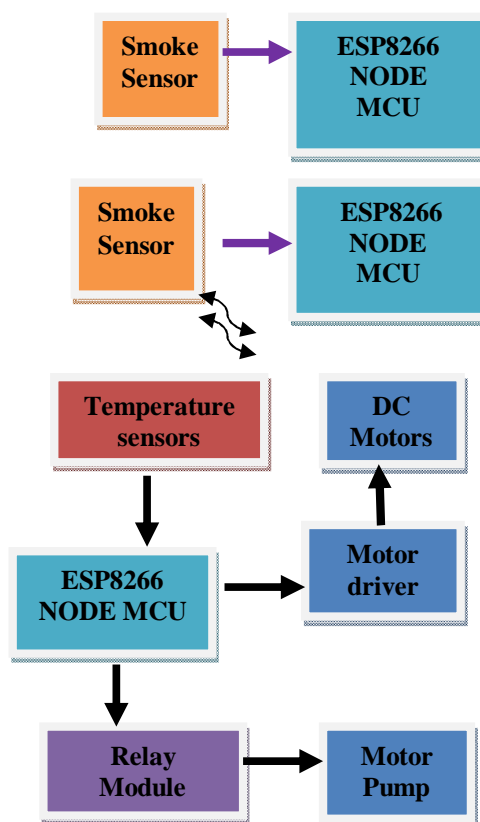 Smoke
Sensor
ESP8266
NODE
MCU
Smoke
Sensor
ESP8266
NODE
MCU
Temperature
sensors
DC
Motors
ESP8266
NODE MCU
Motor
driver
Relay
Module
Motor
Pump